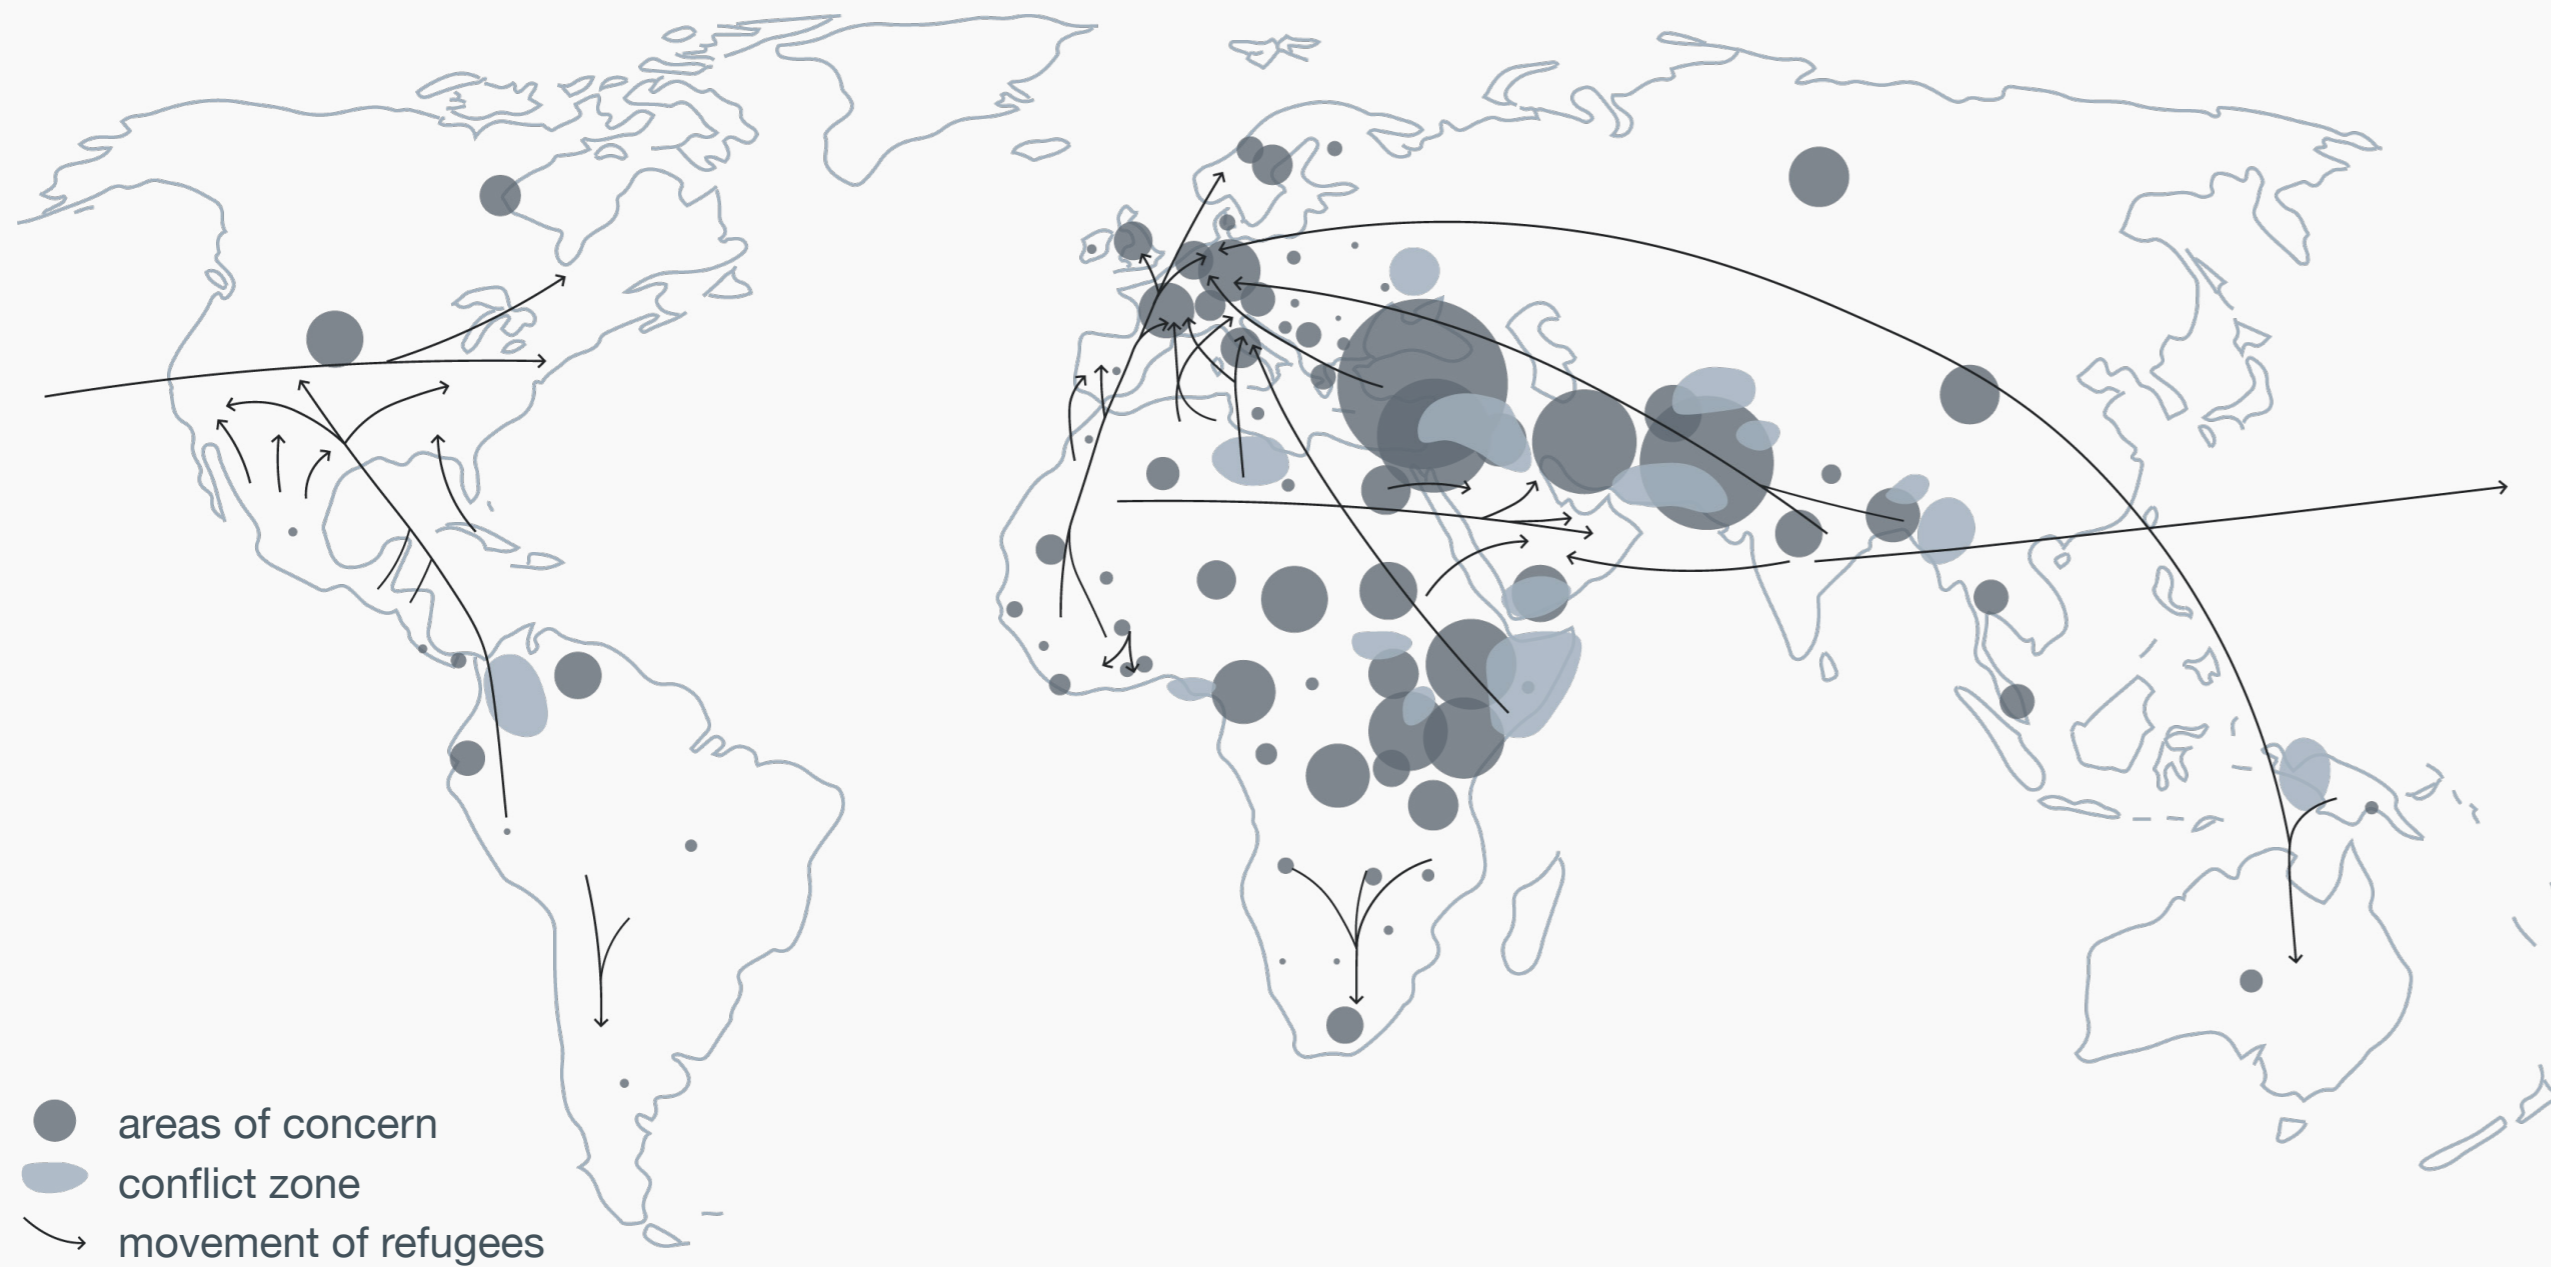 areas of concern
conflict zone
movement of refugees